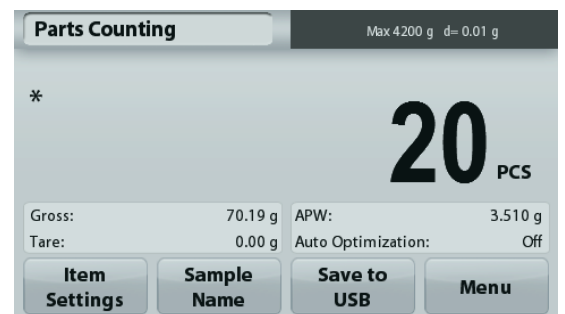 Parts Counting
Max 4200 g d= 0.01 g
*
20 PCS
Gross: 70.19 g APW: 3.510 g
Tare: 0.00 g Auto Optimization: Off
Item Settings
Sample Name
Save to USB
Menu